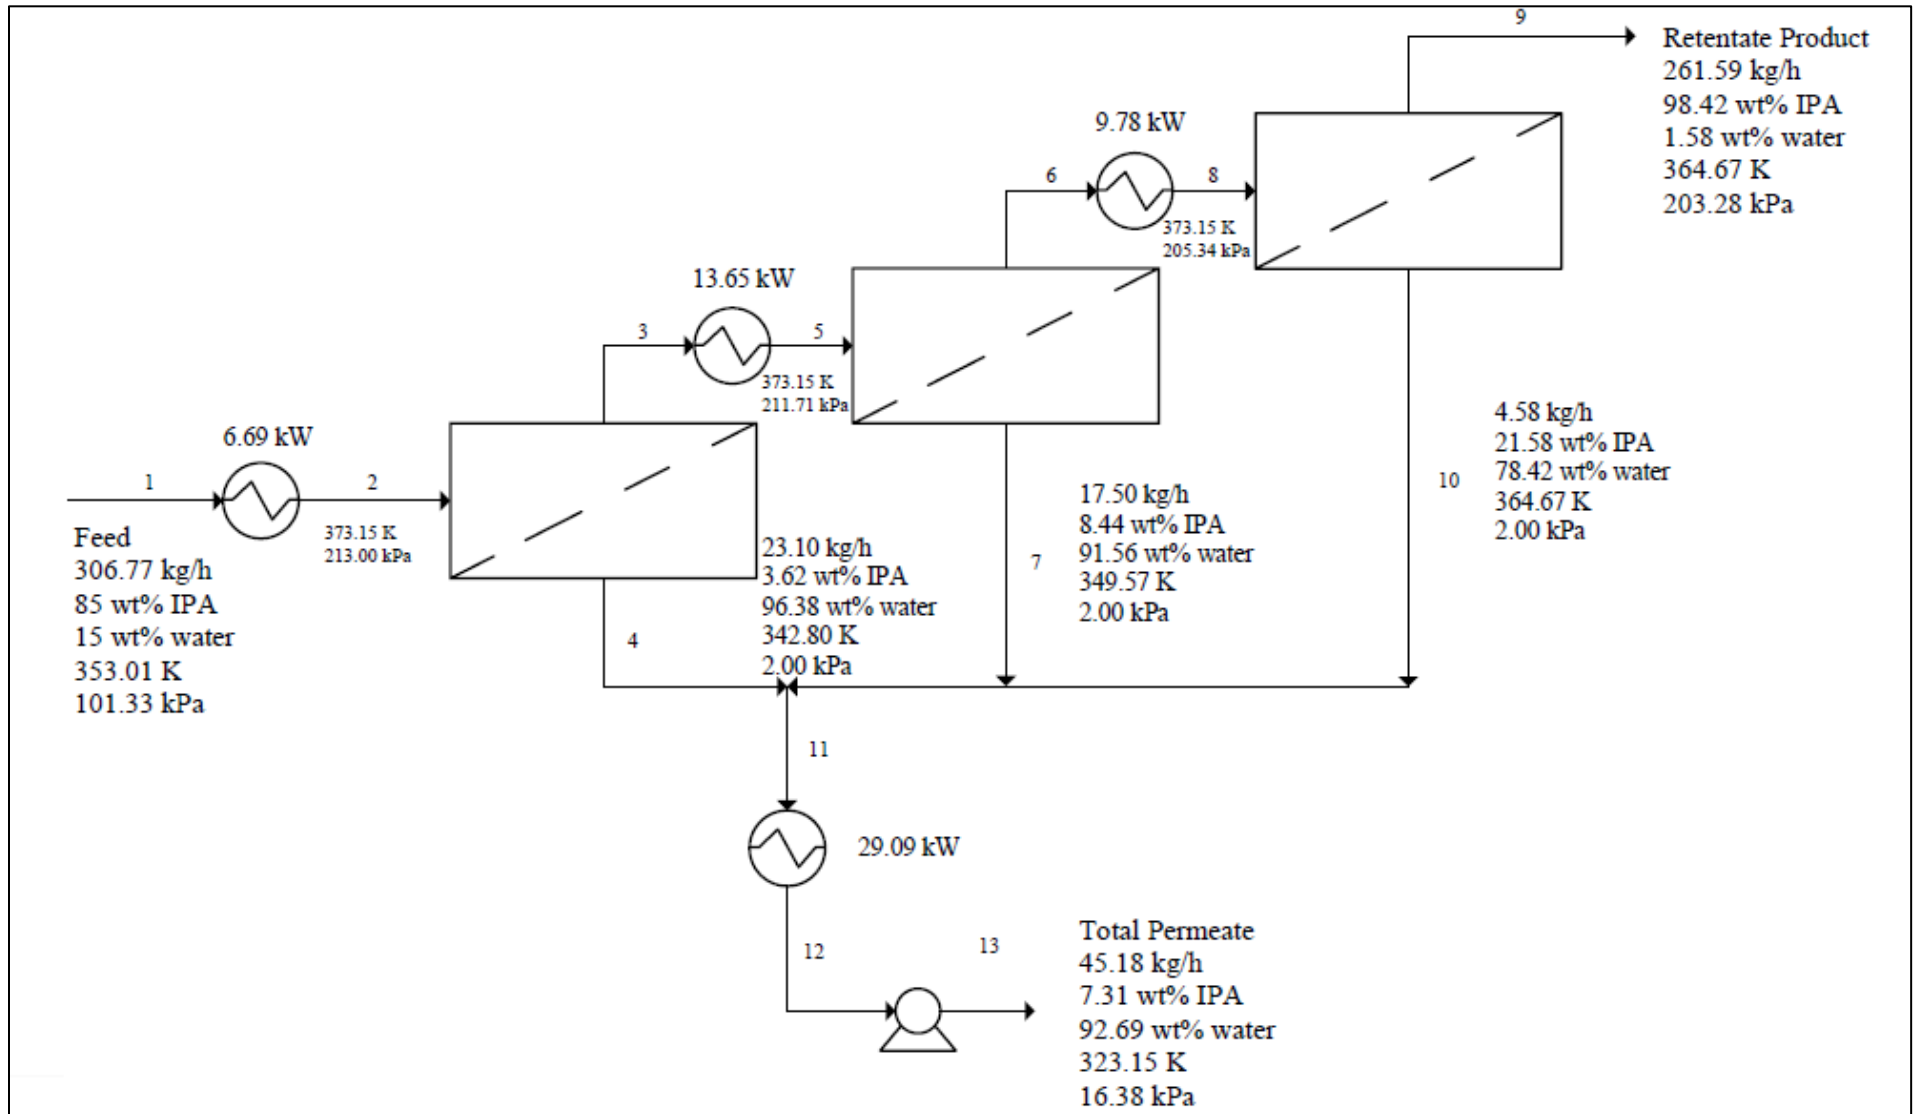 9
Retentate Product
261.59 kg/h
98.42 wt% IPA
1.58 wt% water
364.67 K
203.28 kPa
9.78 kW
6
8
373.15 K
205.34 kPa
13.65 kW
3
5
373.15 K
211.71 kPa
6.69 kW
1
2
373.15 K
213.00 kPa
Feed
306.77 kg/h
85 wt% IPA
15 wt% water
353.01 K
101.33 kPa
4
23.10 kg/h
3.62 wt% IPA
96.38 wt% water
342.80 K
2.00 kPa
7
17.50 kg/h
8.44 wt% IPA
91.56 wt% water
349.57 K
2.00 kPa
10
4.58 kg/h
21.58 wt% IPA
78.42 wt% water
364.67 K
2.00 kPa
11
29.09 kW
12
13
Total Permeate
45.18 kg/h
7.31 wt% IPA
92.69 wt% water
323.15 K
16.38 kPa